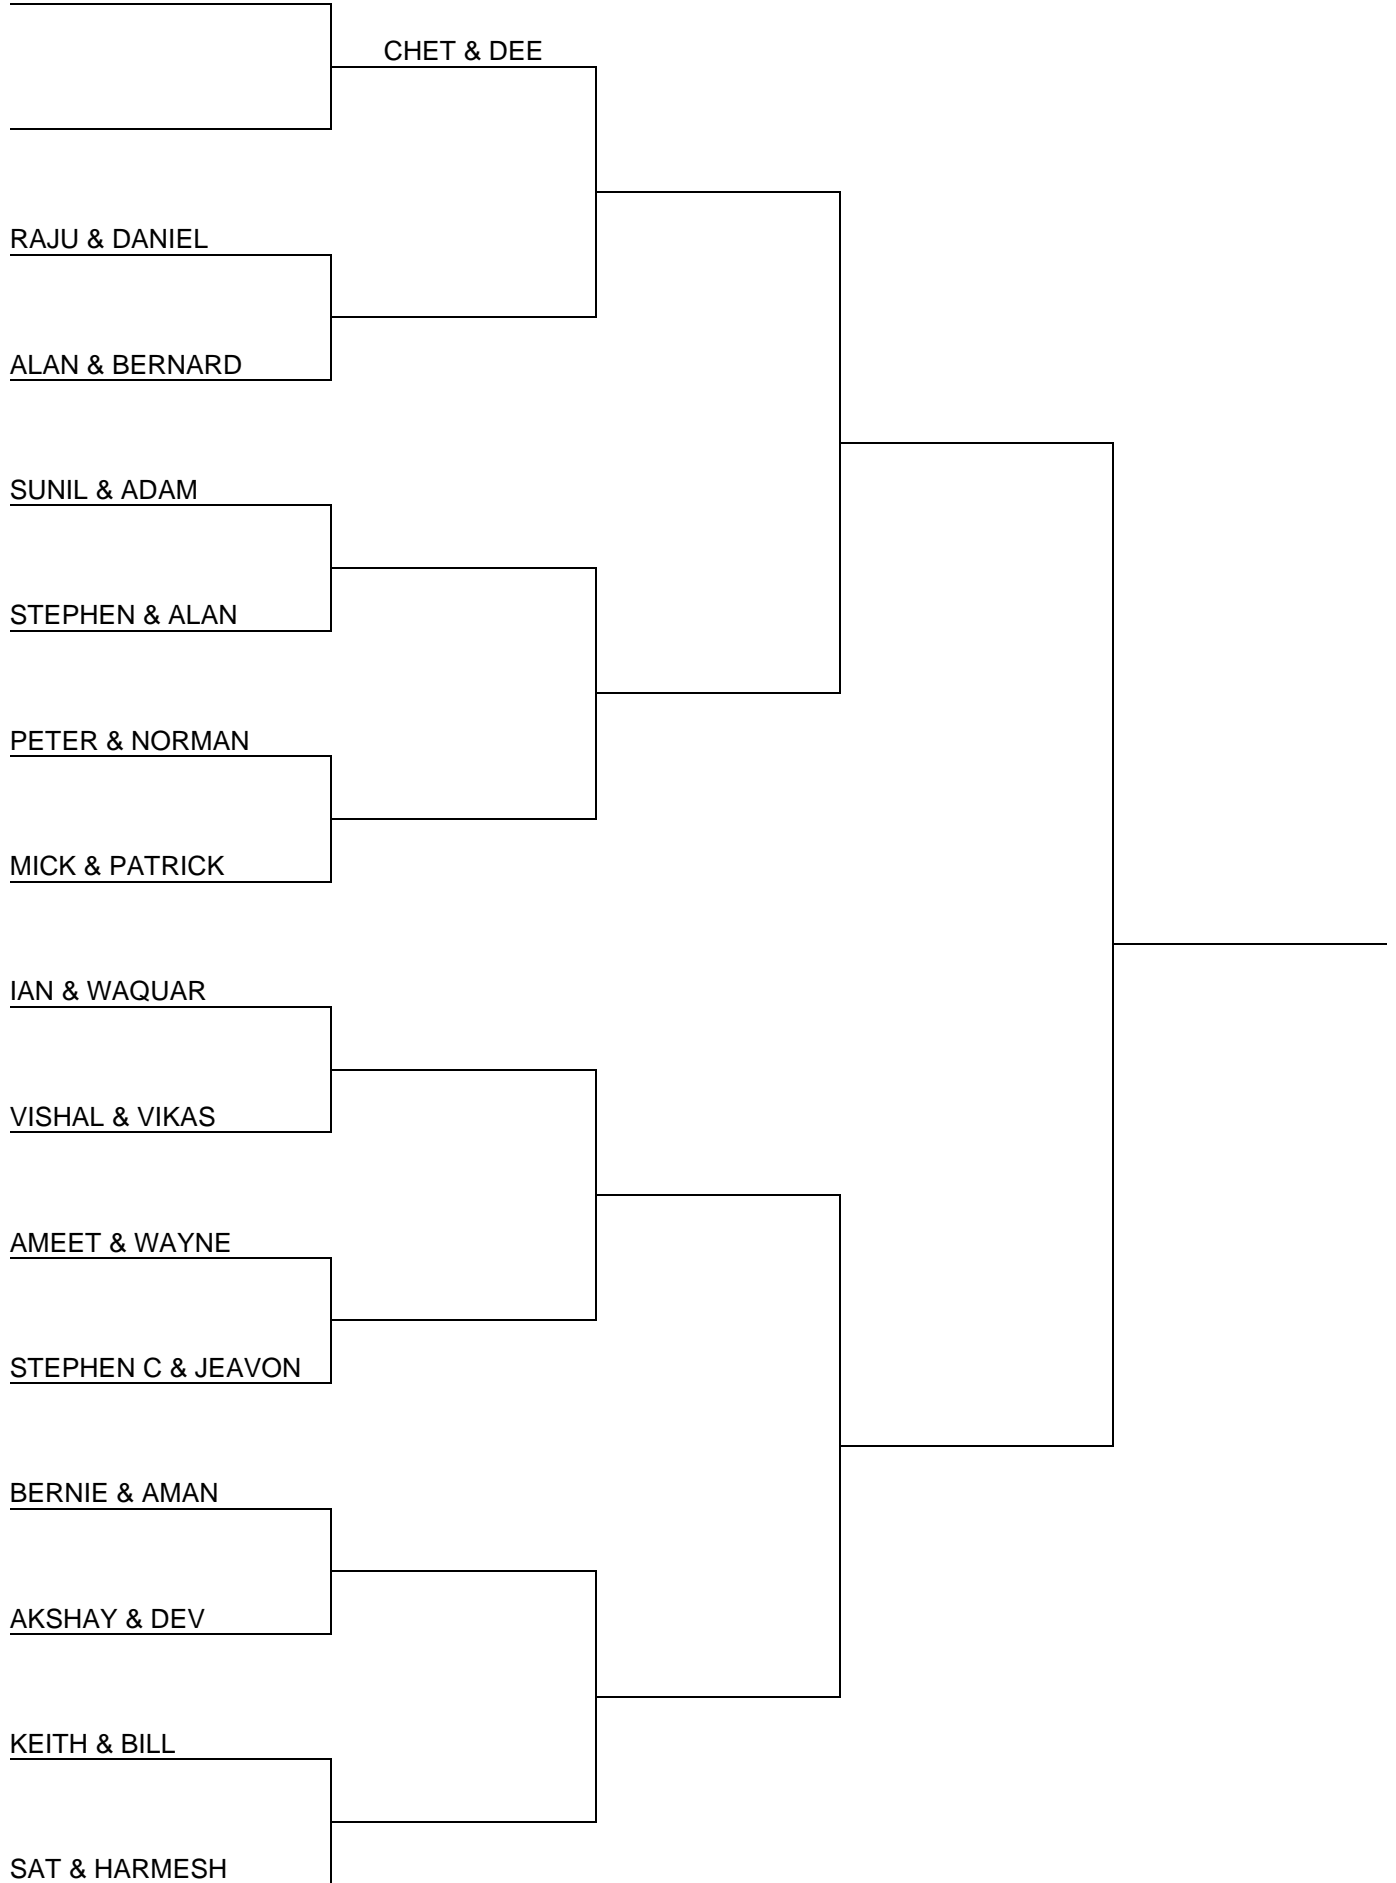 CHET & DEE
RAJU & DANIEL
ALAN & BERNARD
SUNIL & ADAM
STEPHEN & ALAN
PETER & NORMAN
MICK & PATRICK
IAN & WAQUAR
VISHAL & VIKAS
AMEET & WAYNE
STEPHEN C & JEAVON
BERNIE & AMAN
AKSHAY & DEV
KEITH & BILL
SAT & HARMESH